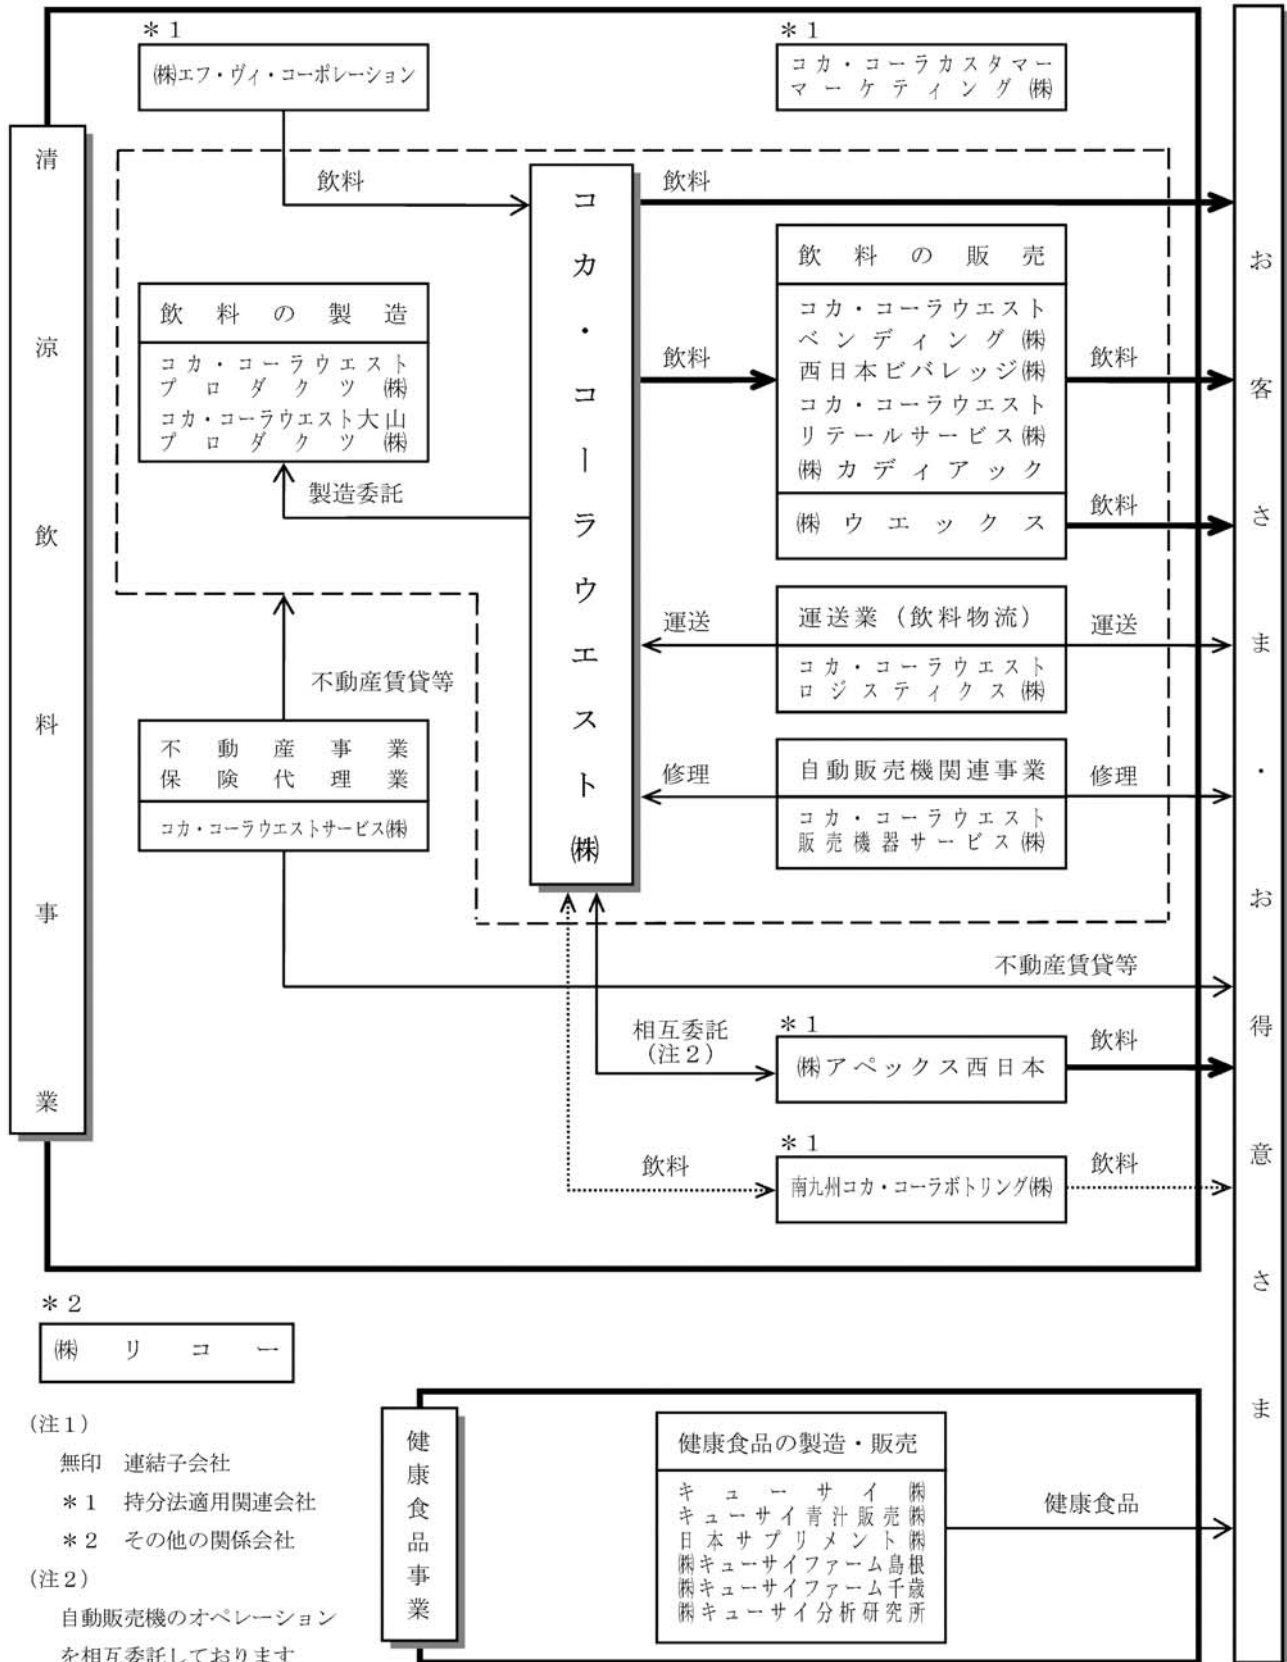 ＊1
㈱エフ・ヴィ・コーポレーション
＊1
コカ・コーラカスタマー
マーケティング㈱
清涼飲料事業
飲料
コカ・コーラウエスト㈱
飲料
お客さま・お得意さま
飲料の製造
コカ・コーラウエスト
プロダクツ㈱
コカ・コーラウエスト大山
プロダクツ㈱
製造委託
飲料
飲料の販売
コカ・コーラウエスト
ベンディング㈱
西日本ビバレッジ㈱
コカ・コーラウエスト
リテールサービス㈱
㈱カディアック
飲料
㈱ウエックス
飲料
運送
運送業（飲料物流）
コカ・コーラウエスト
ロジスティクス㈱
運送
不動産賃貸等
不動産事業
保険代理業
コカ・コーラウエストサービス㈱
修理
自動販売機関連事業
コカ・コーラウエスト
販売機器サービス㈱
修理
不動産賃貸等
相互委託
（注２）
＊1
㈱アペックス西日本
飲料
飲料
＊1
南九州コカ・コーラボトリング㈱
飲料
＊2
㈱リコー
（注１）
無印　連結子会社
＊1　持分法適用関連会社
＊2　その他の関係会社
（注２）
自動販売機のオペレーション
を相互委託しております
健康食品事業
健康食品の製造・販売
キューサイ㈱
キューサイ青汁販売㈱
日本サプリメント㈱
㈱キューサイファーム島根
㈱キューサイファーム千歳
㈱キューサイ分析研究所
健康食品